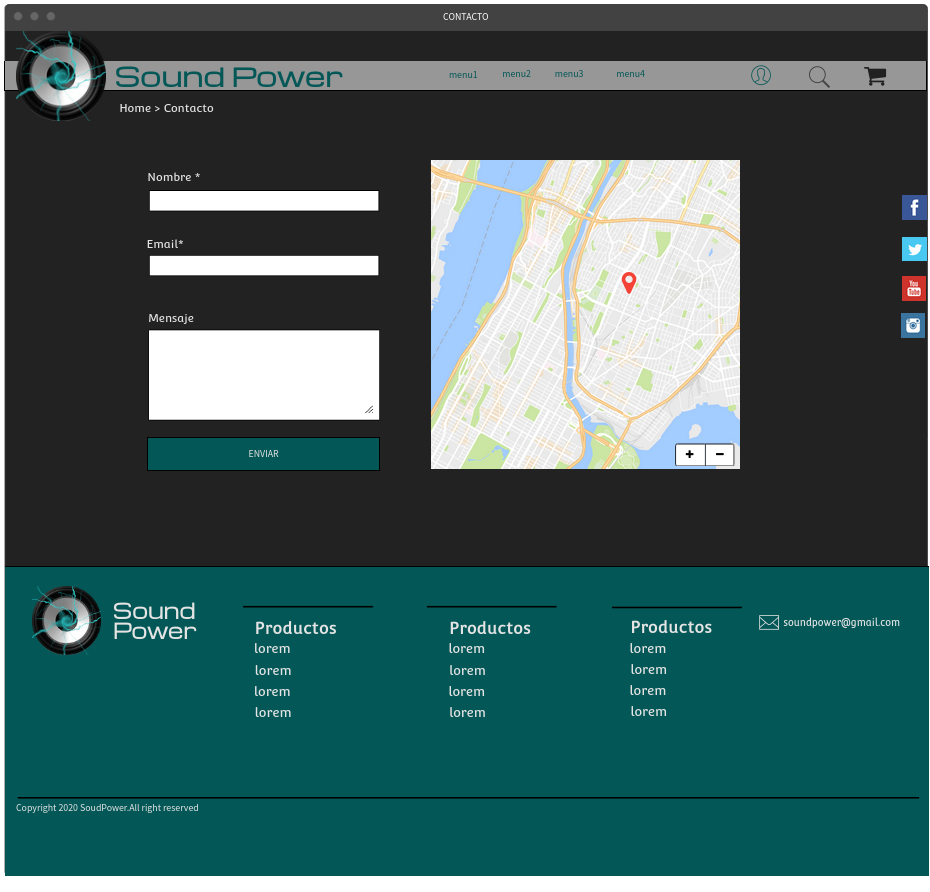 CONTACTO
Sound Power
menu1 menu2 menu3 menu4
Home > Contacto
Nombre *
Email*
Mensaje
ENVIAR
+ −
f
You
Tube
Sound
Power
Productos
lorem
lorem
lorem
lorem
Productos
lorem
lorem
lorem
lorem
Productos
lorem
lorem
lorem
lorem
soundpower@gmail.com
Copyright 2020 SoudPower.All right reserved